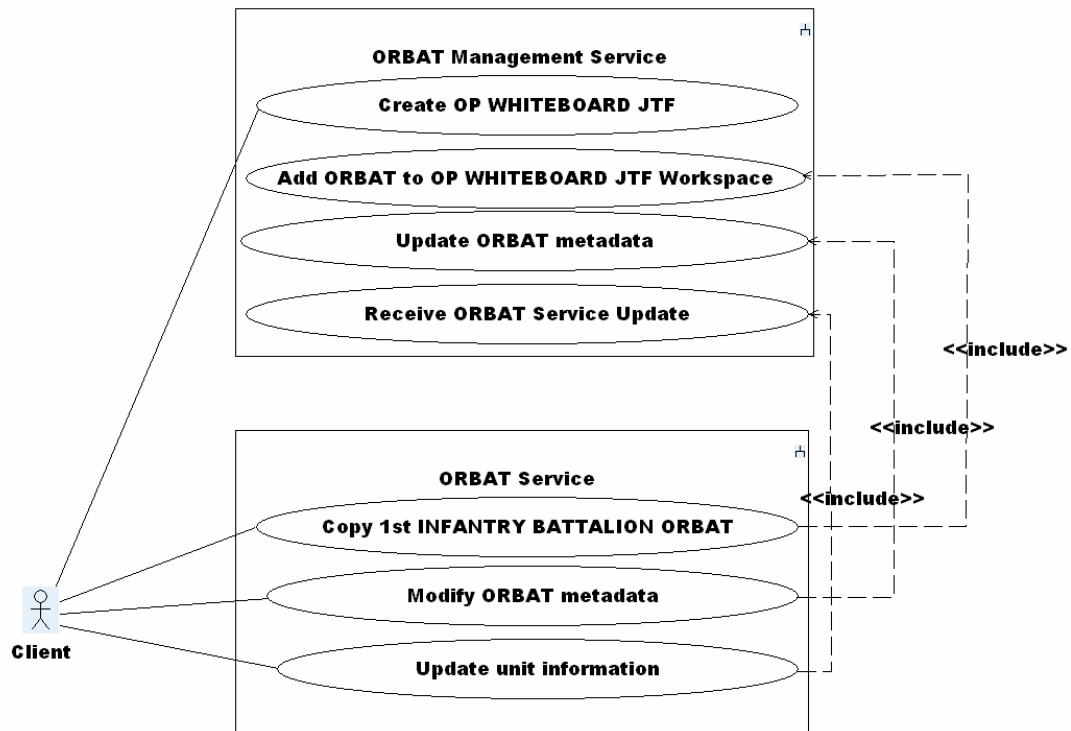 ORBAT Management Service
Create OP WHITEBOARD JTF
Add ORBAT to OP WHITEBOARD JTF Workspace
Update ORBAT metadata
Receive ORBAT Service Update
<<include>>
<<include>>
ORBAT Service
<<include>>
Copy 1st INFANTRY BATTALION ORBAT
Modify ORBAT metadata
Client
Update unit information